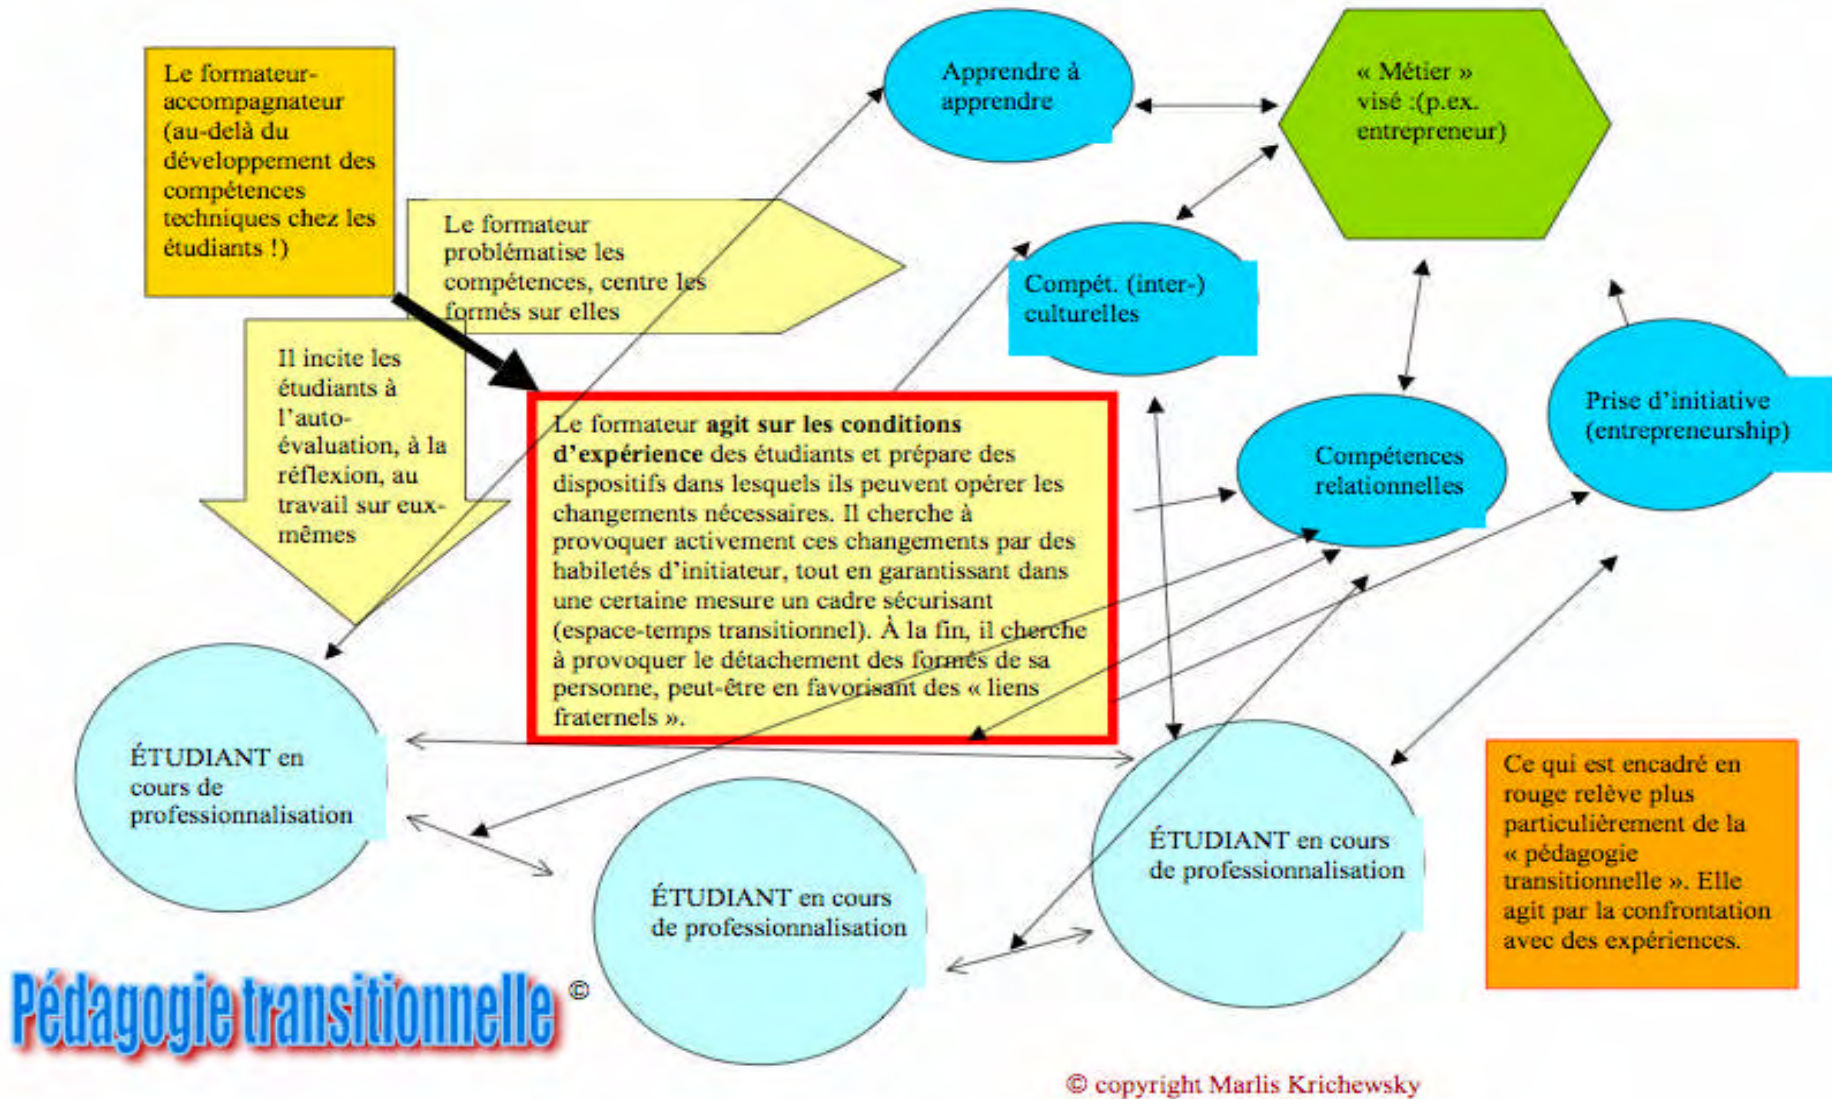 Le formateur-
accompagnateur
(au-delà du
développement des
compétences
techniques chez les
étudiants !)
Apprendre à
apprendre
« Métier »
visé :(p.ex.
entrepreneur)
Le formateur
problématise les
compétences, centre les
formés sur elles
Compét. (inter-)
culturelles
Il incite les
étudiants à
l’auto-
évaluation, à la
réflexion, au
travail sur eux-
mêmes
Le formateur agit sur les conditions
d’expérience des étudiants et prépare des
dispositifs dans lesquels ils peuvent opérer les
changements nécessaires. Il cherche à
provoquer activement ces changements par des
habiletés d’initiateur, tout en garantissant dans
une certaine mesure un cadre sécurisant
(espace-temps transitionnel). À la fin, il cherche
à provoquer le détachement des formés de sa
personne, peut-être en favorisant des « liens
fraternels ».
Compétences
relationnelles
Prise d’initiative
(entrepreneurship)
ÉTUDIANT en
cours de
professionnalisation
ÉTUDIANT en cours
de professionnalisation
ÉTUDIANT en cours
de professionnalisation
Ce qui est encadré en
rouge relève plus
particulièrement de la
« pédagogie
transitionnelle ». Elle
agit par la confrontation
avec des expériences.
Pédagogie transitionnelle ©
© copyright Marlis Krichewsky